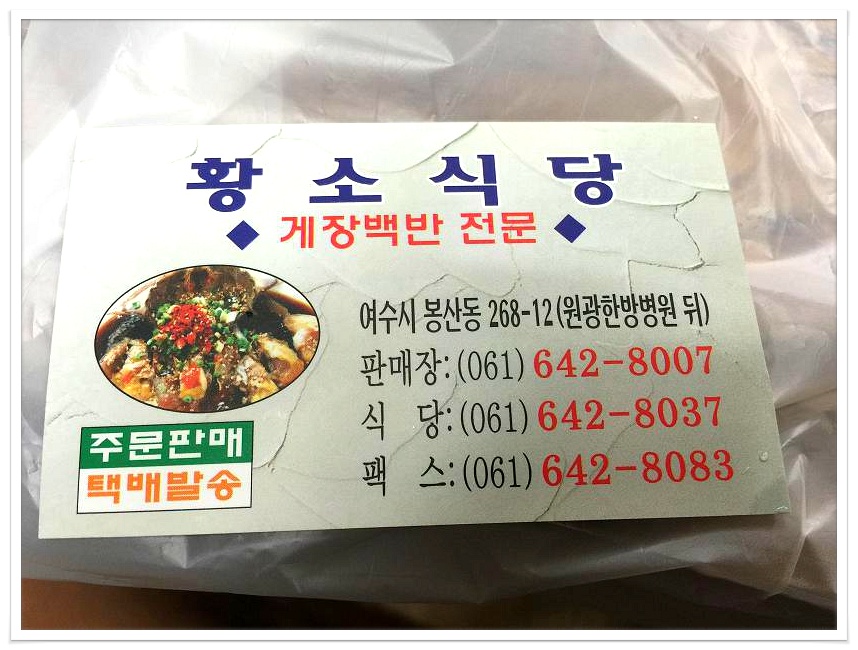 황소식당
◆ 게장백반 전문 ◆
여수시 봉산동 268-12(원광한방병원 뒤)
판매장:(061) 642-8007
식 당:(061) 642-8037
팩 스:(061) 642-8083
주문판매
택배발송